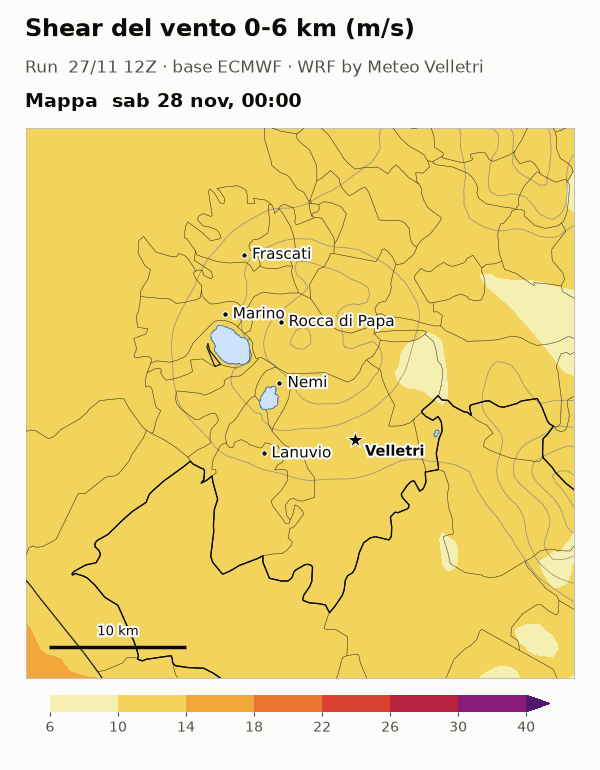 Shear del vento 0-6 km (m/s)
Run  27/11 12Z · base ECMWF · WRF by Meteo Velletri
Mappa  sab 28 nov, 00:00
Frascati
Marino
Rocca di Papa
Nemi
Velletri
Lanuvio
10 km
6 10 14 18 22 26 30 40